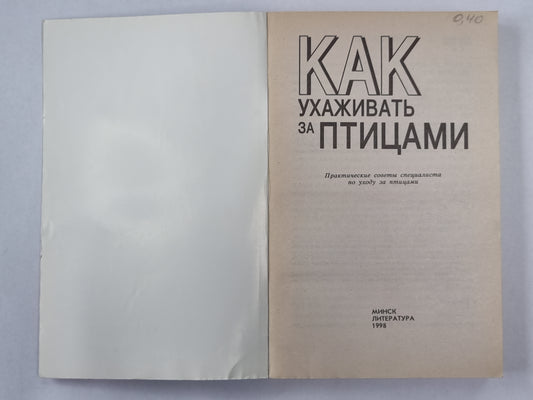 0,40
КАК
УХАЖИВАТЬ
ЗА ПТИЦАМИ
Практические советы специалиста
по уходу за птицами
МИНСК
ЛИТЕРАТУРА
1998